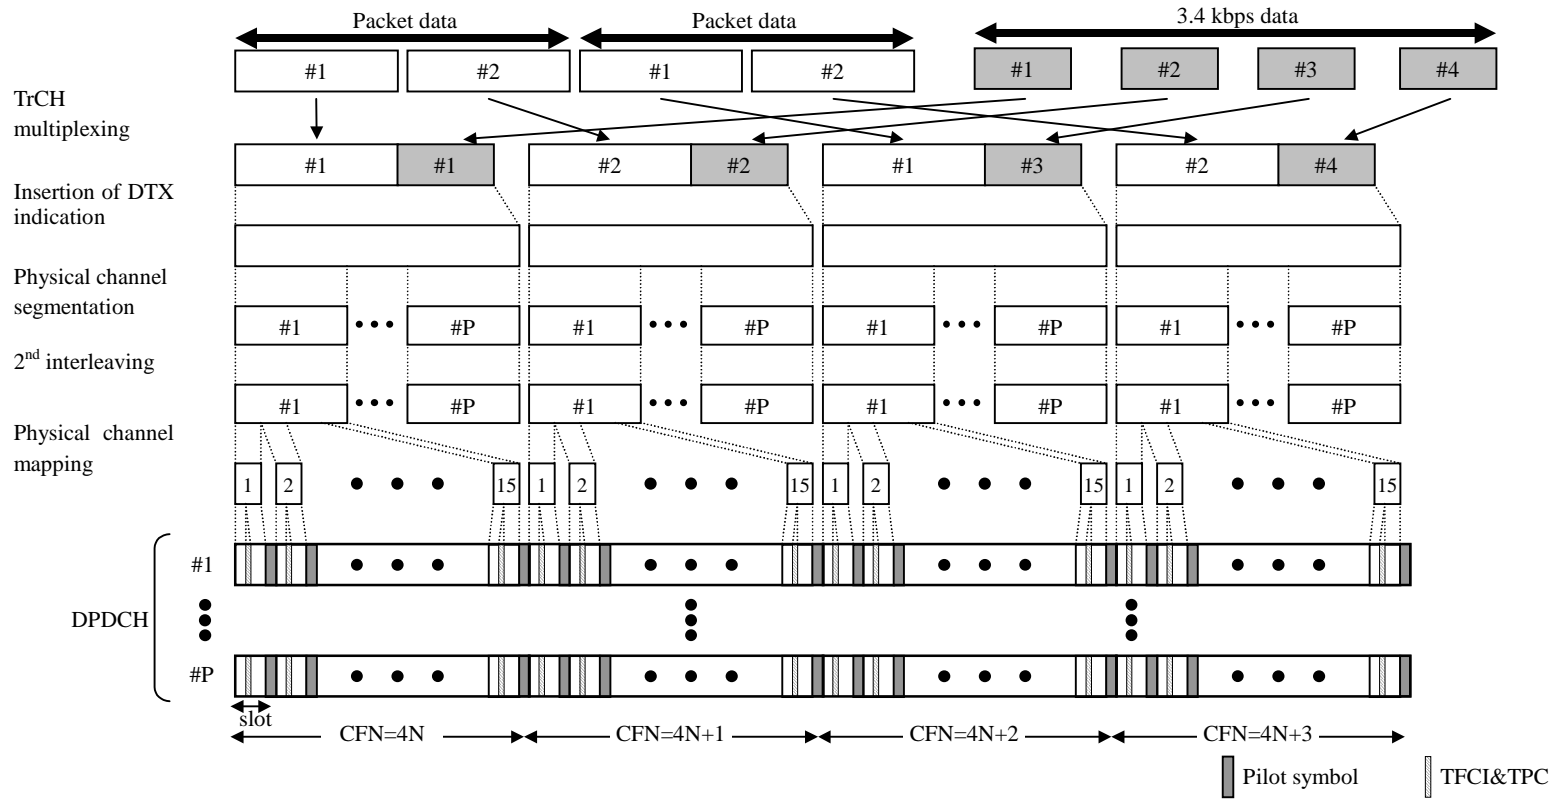 Packet data Packet data 3.4 kbps data
#1 #2 #1 #2 #1 #2 #3 #4
TrCH
multiplexing
#1 #1 #2 #2 #1 #3 #2 #4
Insertion of DTX
indication
Physical channel
segmentation
#1 #P #1 #P #1 #P #1 #P
2nd interleaving
#1 #P #1 #P #1 #P #1 #P
Physical channel
mapping
1 2 15 1 2 15 1 2 15 1 2 15
#1
DPDCH
#P
slot
CFN=4N CFN=4N+1 CFN=4N+2 CFN=4N+3
Pilot symbol TFCI&TPC